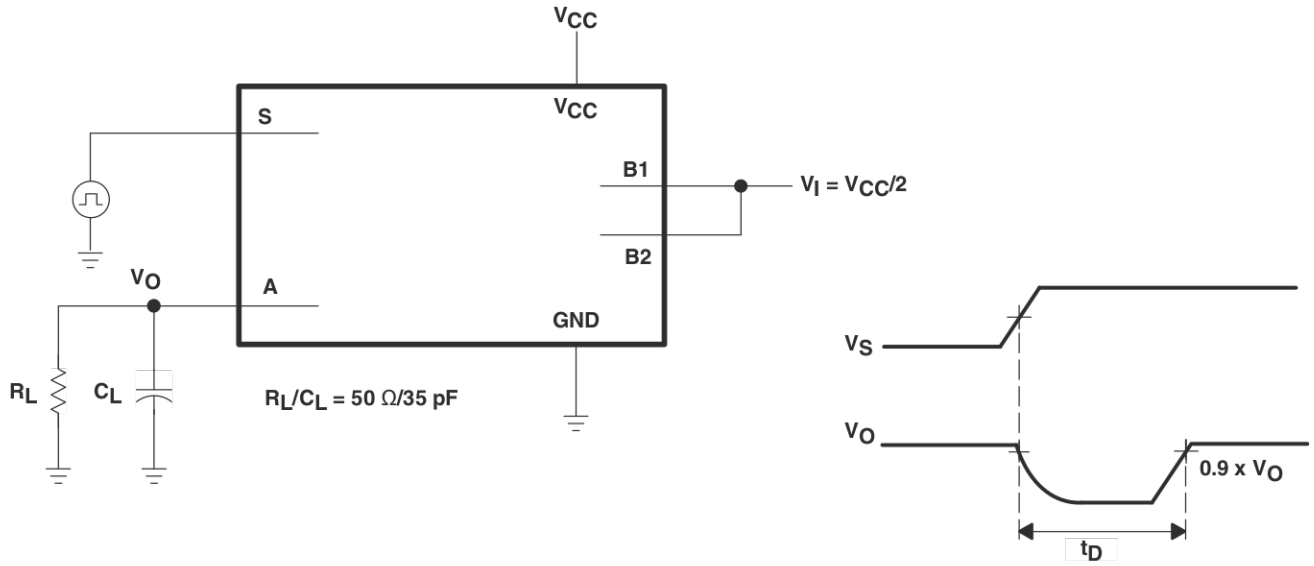 VCC
VCC
S
B1
VI = VCC/2
B2
VO
A
GND
RL
CL
RL/CL = 50 Ω/35 pF
VS
VO
0.9 x VO
tD